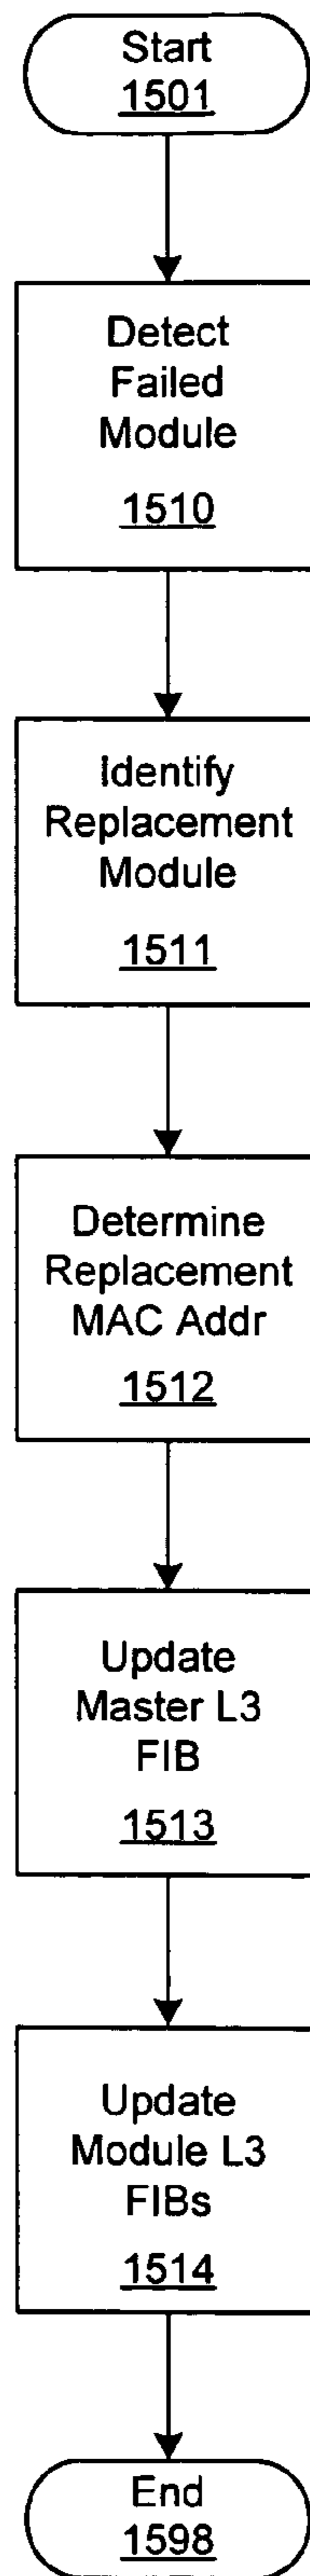 Start
1501
Detect
Failed
Module
1510
Identify
Replacement
Module
1511
Determine
Replacement
MAC Addr
1512
Update
Master L3
FIB
1513
Update
Module L3
FIBs
1514
End
1598